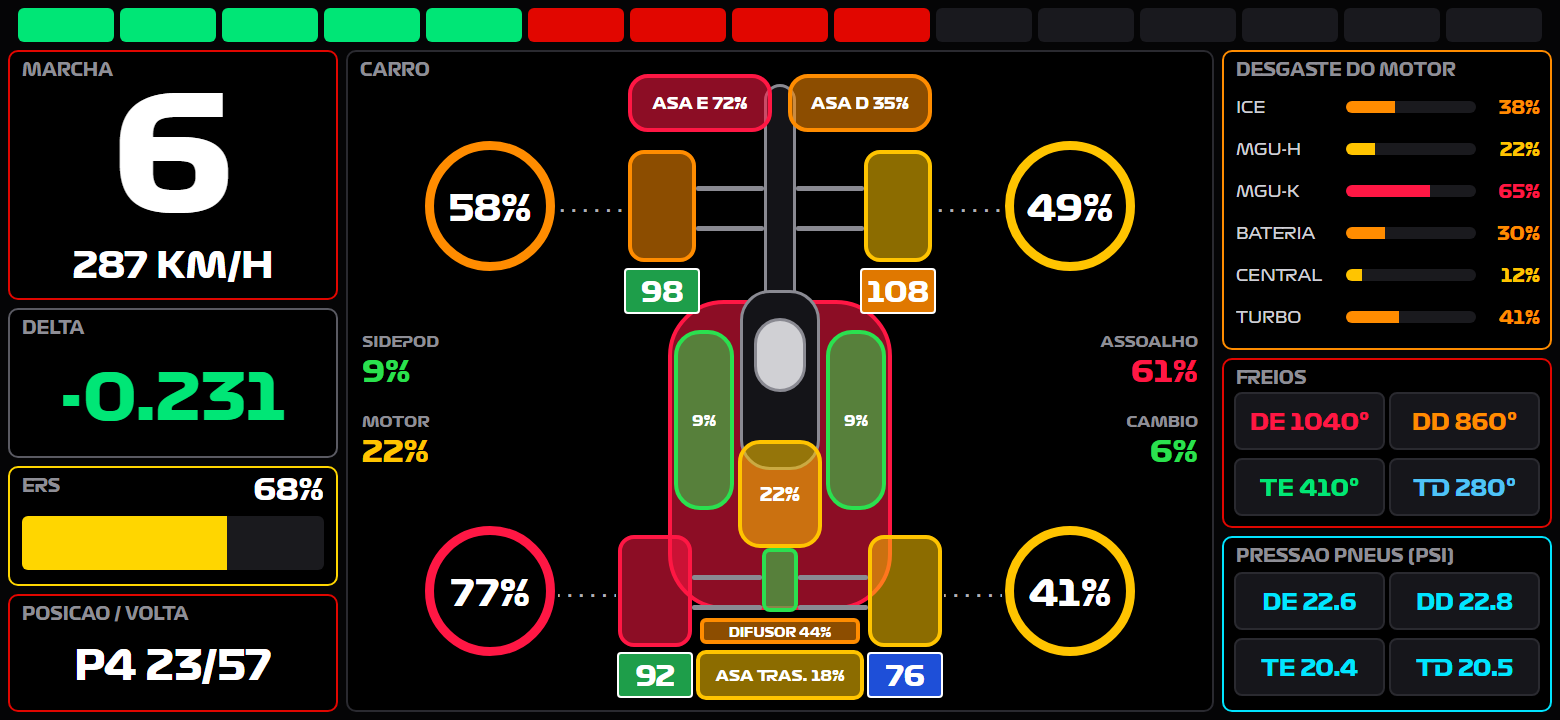 MARCHA
6
287 KM/H
DELTA
-0.231
ERS 68%
POSICAO / VOLTA
P4 23/57
CARRO
ASA E 72% ASA D 35%
58% 49%
98 108
SIDEPOD
9%
MOTOR
22%
9% 9%
22%
ASSOALHO
61%
CAMBIO
6%
77% 41%
DIFUSOR 44%
92 ASA TRAS. 18% 76
DESGASTE DO MOTOR
ICE 38%
MGU-H 22%
MGU-K 65%
BATERIA 30%
CENTRAL 12%
TURBO 41%
FREIOS
DE 1040° DD 860°
TE 410° TD 280°
PRESSAO PNEUS (PSI)
DE 22.6 DD 22.8
TE 20.4 TD 20.5